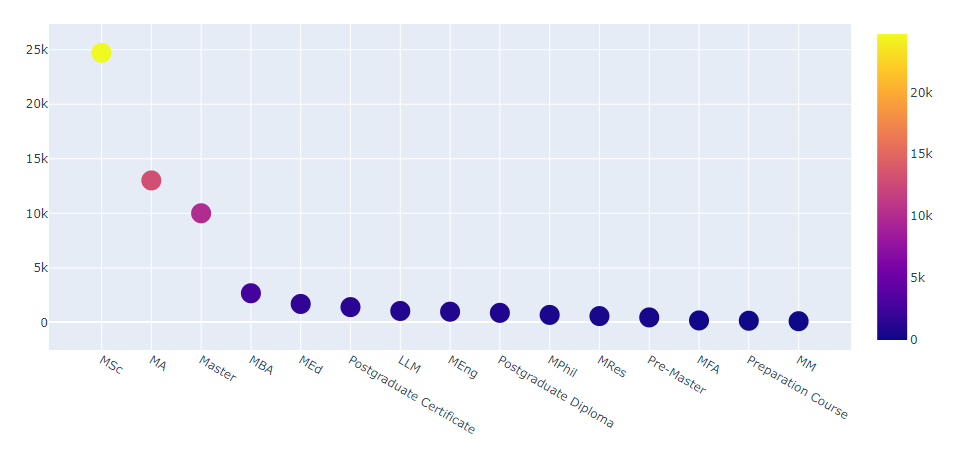 25k
20k
15k
10k
5k
0
MSc
MA
Master
MBA
MEd
Postgraduate Certificate
LLM
MEng
Postgraduate Diploma
MPhil
MRes
Pre-Master
MFA
Preparation Course
MM
20k
15k
10k
5k
0